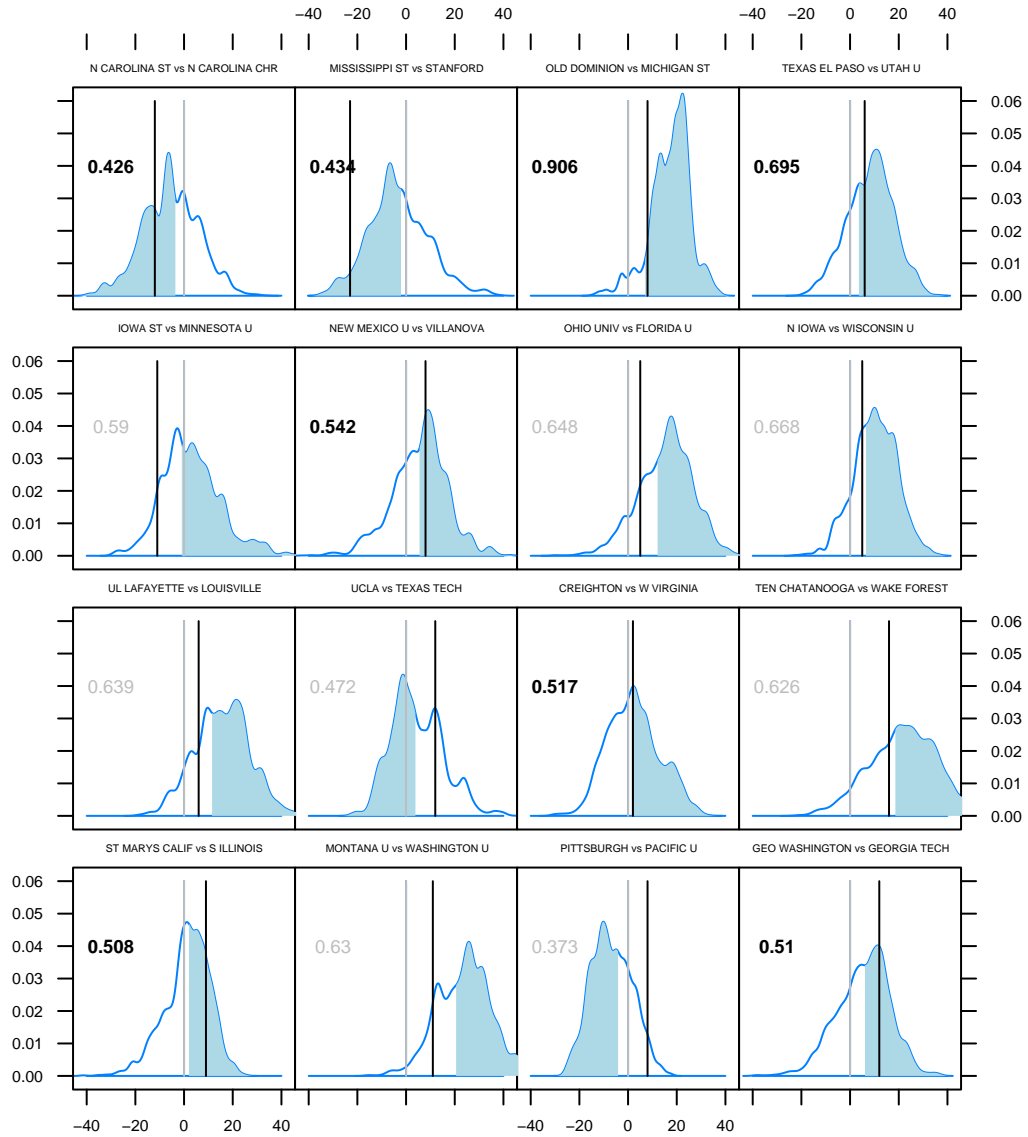 −40 −20 0 20 40 −40 −20 0 20 40
N CAROLINA ST vs N CAROLINA CHR MISSISSIPPI ST vs STANFORD OLD DOMINION vs MICHIGAN ST TEXAS EL PASO vs UTAH U
0.06
0.05
0.426 0.434 0.906 0.695 0.04
0.03
0.02
0.01
0.00
IOWA ST vs MINNESOTA U NEW MEXICO U vs VILLANOVA OHIO UNIV vs FLORIDA U N IOWA vs WISCONSIN U
0.06
0.05
0.04 0.59 0.542 0.648 0.668
0.03
0.02
0.01
0.00
UL LAFAYETTE vs LOUISVILLE UCLA vs TEXAS TECH CREIGHTON vs W VIRGINIA TEN CHATANOOGA vs WAKE FOREST
0.06
0.05
0.639 0.472 0.517 0.626 0.04
0.03
0.02
0.01
0.00
ST MARYS CALIF vs S ILLINOIS MONTANA U vs WASHINGTON U PITTSBURGH vs PACIFIC U GEO WASHINGTON vs GEORGIA TECH
0.06
0.05
0.04 0.508 0.63 0.373 0.51
0.03
0.02
0.01
0.00
−40 −20 0 20 40 −40 −20 0 20 40